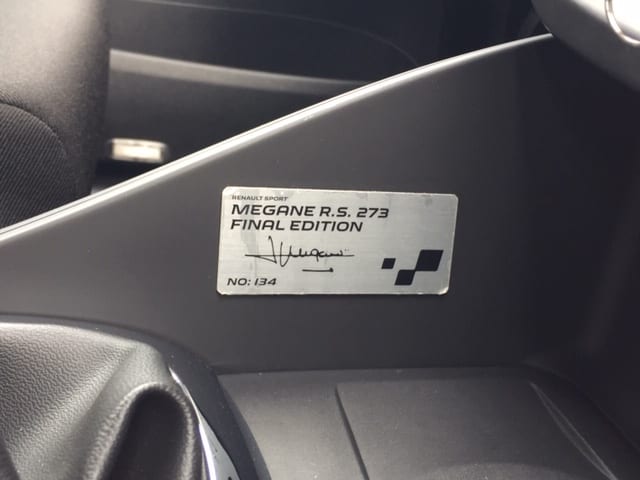 RENAULT SPORT
MEGANE R.S. 273
FINAL EDITION
NO: 134